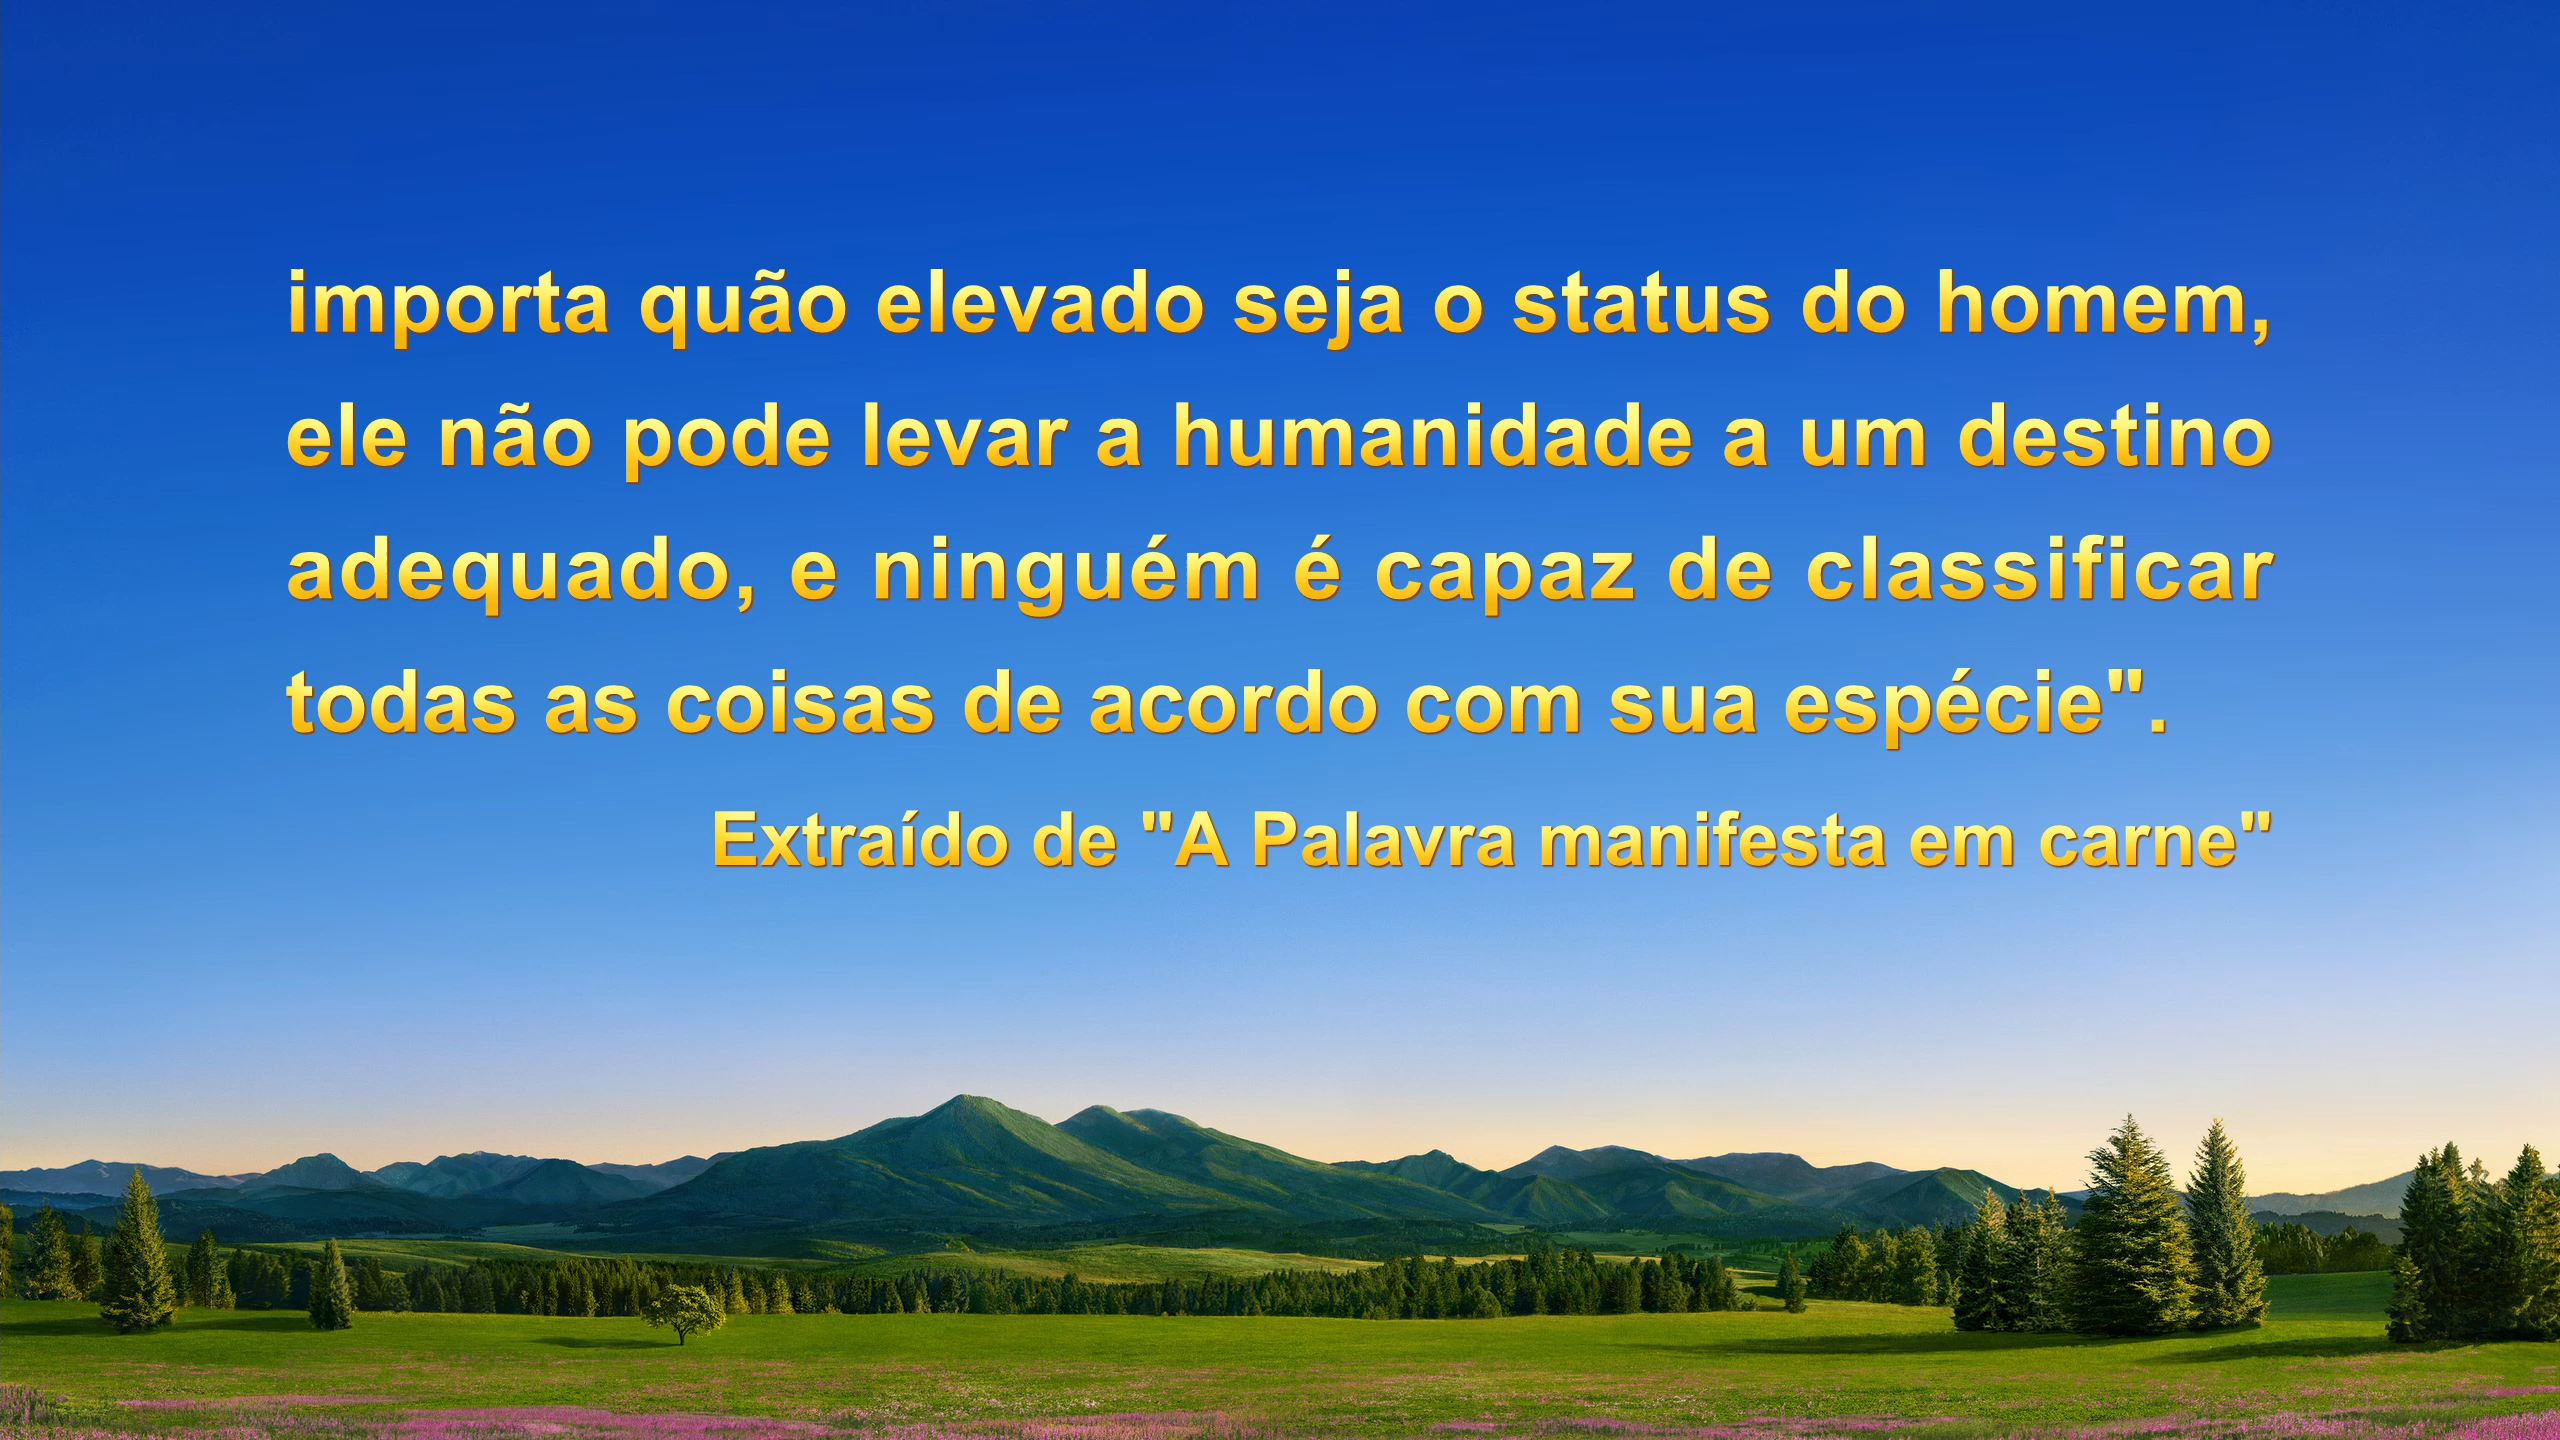 importa quão elevado seja o status do homem,
ele não pode levar a humanidade a um destino
adequado, e ninguém é capaz de classificar
todas as coisas de acordo com sua espécie".
Extraído de "A Palavra manifesta em carne"